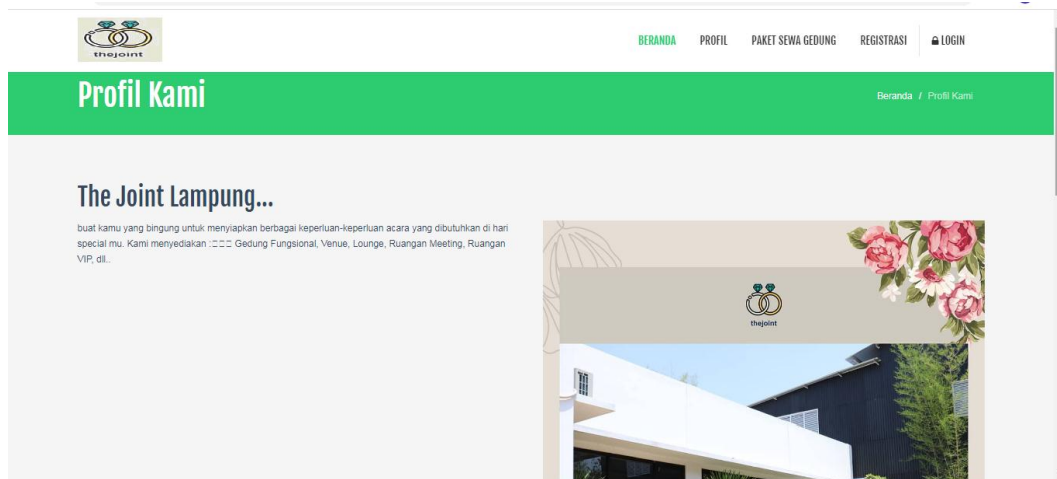 thejoint
BERANDA PROFIL PAKET SEWA GEDUNG REGISTRASI LOGIN
Profil Kami
Beranda / Profil Kami
The Joint Lampung...
buat kamu yang bingung untuk menyiapkan berbagai keperluan-keperluan acara yang dibutuhkan di hari
special mu. Kami menyediakan :□□□ Gedung Fungsional, Venue, Lounge, Ruangan Meeting, Ruangan
VIP, dll..
thejoint